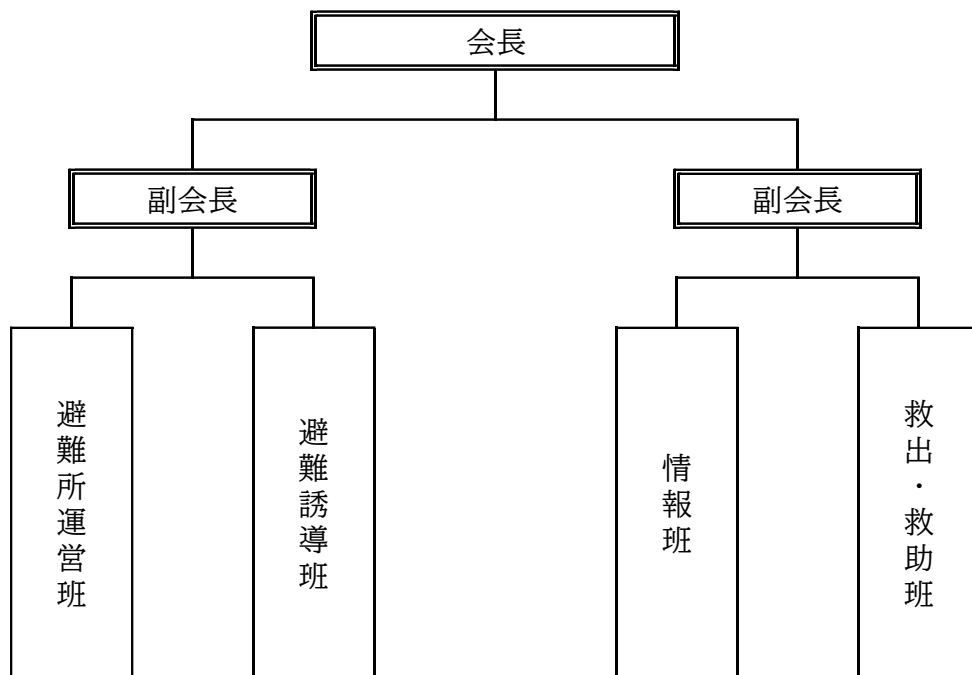 会長
副会長
副会長
避難所運営班
避難誘導班
情報班
救出・救助班